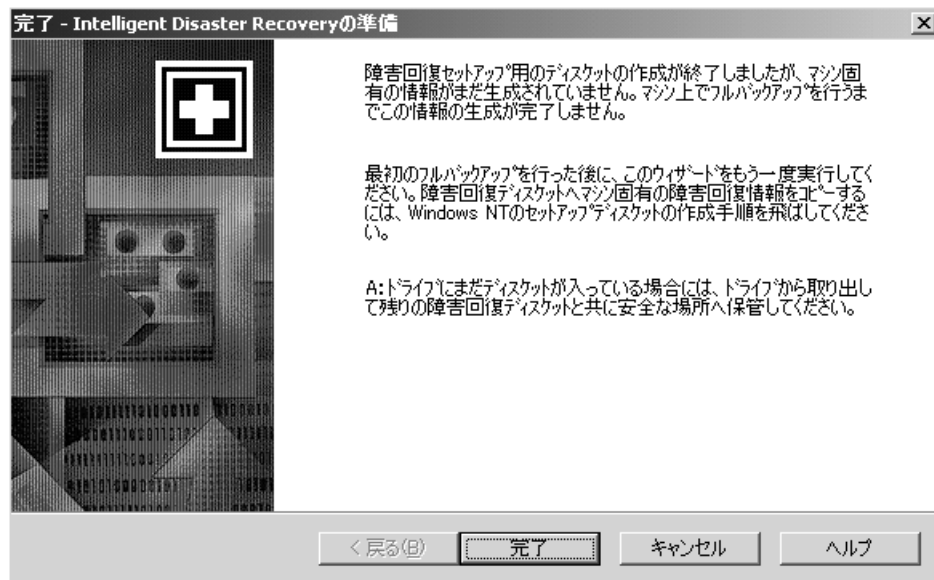 完了 - Intelligent Disaster Recoveryの準備
障害回復セットアップ用のディスケットの作成が終了しましたが、マシン固
有の情報がまだ生成されていません。マシン上でフルバックアップを行うま
でこの情報の生成が完了しません。
最初のフルバックアップを行った後に、このウィザードをもう一度実行してく
ださい。障害回復ディスケットへマシン固有の障害回復情報をコピーする
には、Windows NTのセットアップディスケットの作成手順を飛ばしてくださ
い。
A:ドライブにまだディスケットが入っている場合には、ドライブから取り出し
て残りの障害回復ディスケットと共に安全な場所へ保管してください。
< 戻る(B)
完了
キャンセル
ヘルプ